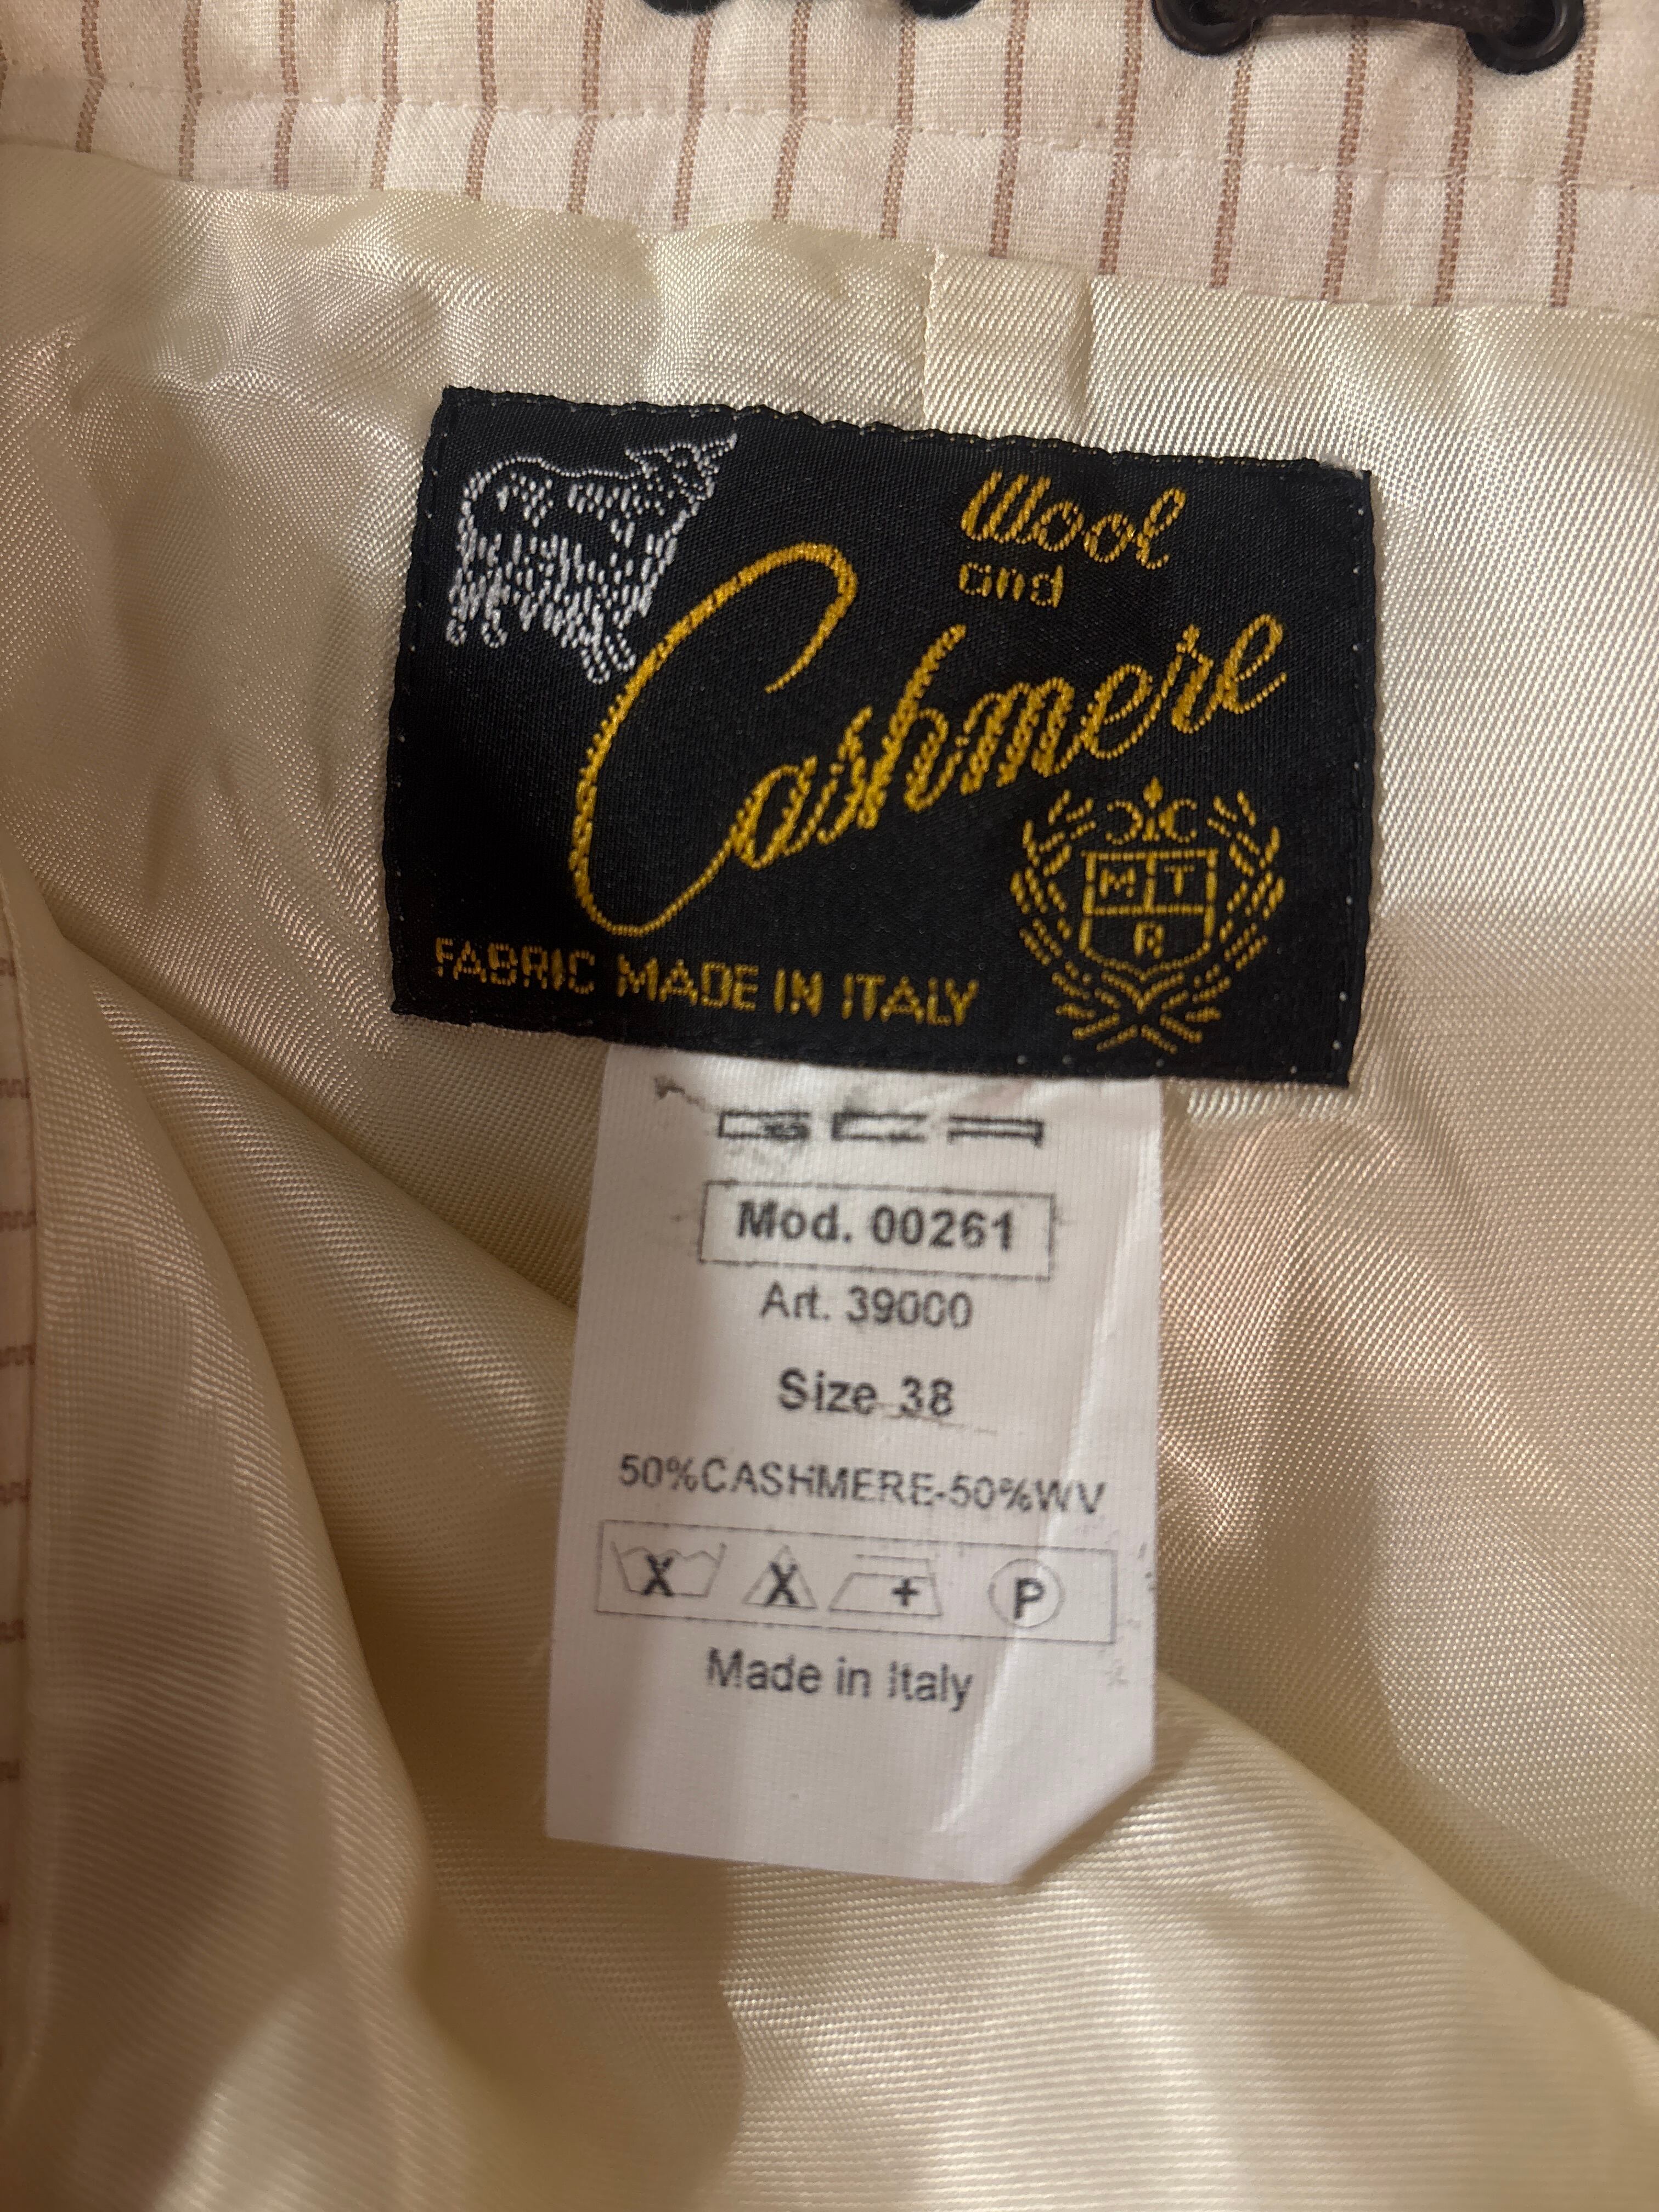 Wool
and
Cashmere
M T
R
FABRIC MADE IN ITALY
Mod. 00261
Art. 39000
Size 38
50%CASHMERE-50%WV
X X + P
Made in Italy